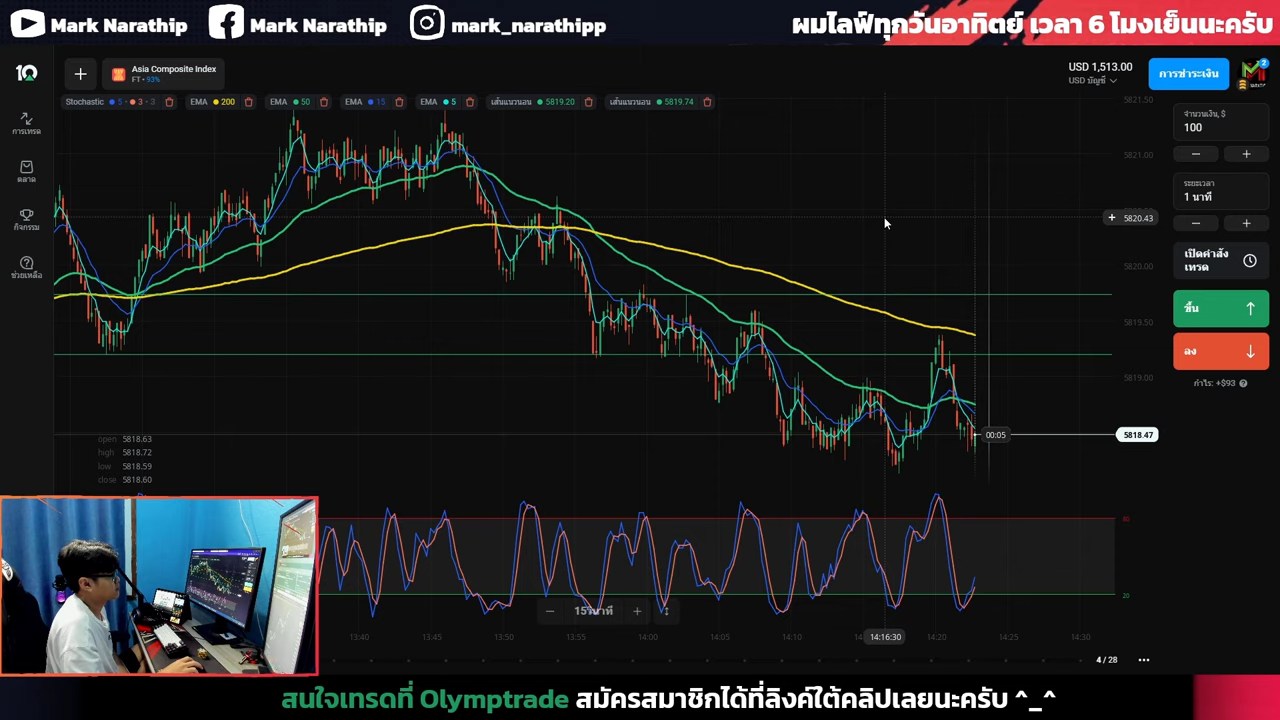 Mark Narathip
Mark Narathip
mark_narathipp
ผมไลฟ์ทุกวันอาทิตย์ เวลา 6 โมงเย็นนะครับ
Asia Composite Index
FT • 93%
USD 1,513.00
USD บัญชี
การชำระเงิน
2
Stochastic 5 3 3
EMA 200
EMA 50
EMA 15
EMA 5
เส้นแนวนอน 5819.20
เส้นแนวนอน 5819.74
การเทรด
ตลาด
กิจกรรม
ช่วยเหลือ
5821.50
5821.00
5820.43
5820.00
5819.50
5819.00
5818.47
00:05
จำนวนเงิน, $
100
ระยะเวลา
1 นาที
เปิดคำสั่ง
เทรด
ขึ้น
ลง
กำไร: +$93
open 5818.63
high 5818.72
low 5818.59
close 5818.60
80
20
15วินาที
13:40
13:45
13:50
13:55
14:00
14:05
14:10
14:16:30
14:20
14:25
14:30
4 / 28
สนใจเทรดที่ Olymptrade สมัครสมาชิกได้ที่ลิงค์ใต้คลิปเลยนะครับ ^_^